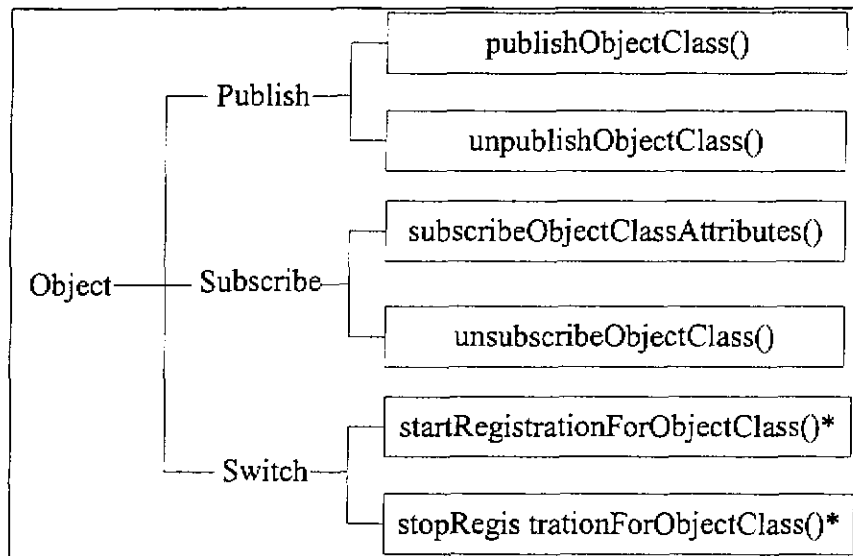 publishObjectClass()
Publish
unpublishObjectClass()
subscribeObjectClassAttributes()
Object
Subscribe
unsubscribeObjectClass()
startRegistrationForObjectClass()*
Switch
stopRegis trationForObjectClass()*